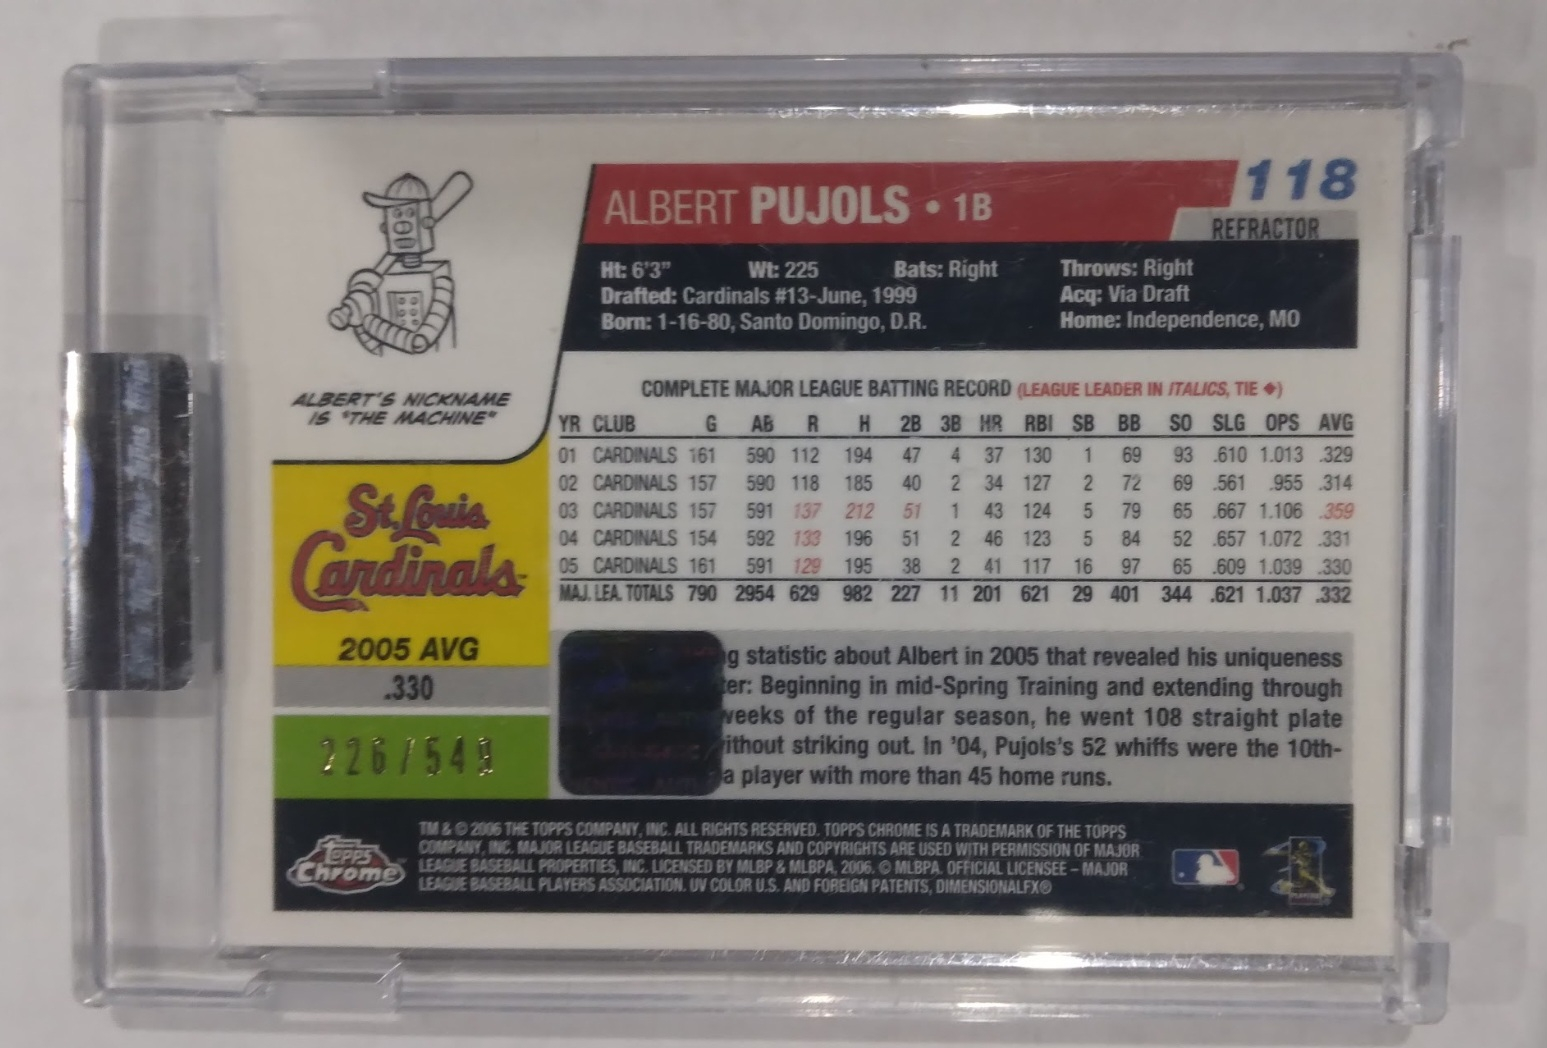 118
REFRACTOR
ALBERT PUJOLS • 1B
Ht: 6'3" Wt: 225 Bats: Right Throws: Right
Drafted: Cardinals #13-June, 1999 Acq: Via Draft
Born: 1-16-80, Santo Domingo, D.R. Home: Independence, MO
ALBERT'S NICKNAME
IS "THE MACHINE"
St. Louis
Cardinals
2005 AVG
.330
226/549
COMPLETE MAJOR LEAGUE BATTING RECORD (LEAGUE LEADER IN ITALICS, TIE ◆)
YR CLUB G AB R H 2B 3B HR RBI SB BB SO SLG OPS AVG
01 CARDINALS 161 590 112 194 47 4 37 130 1 69 93 .610 1.013 .329
02 CARDINALS 157 590 118 185 40 2 34 127 2 72 69 .561 .955 .314
03 CARDINALS 157 591 137 212 51 1 43 124 5 79 65 .667 1.106 .359
04 CARDINALS 154 592 133 196 51 2 46 123 5 84 52 .657 1.072 .331
05 CARDINALS 161 591 129 195 38 2 41 117 16 97 65 .609 1.039 .330
MAJ. LEA. TOTALS 790 2954 629 982 227 11 201 621 29 401 344 .621 1.037 .332
g statistic about Albert in 2005 that revealed his uniqueness
ter: Beginning in mid-Spring Training and extending through
weeks of the regular season, he went 108 straight plate
ithout striking out. In '04, Pujols's 52 whiffs were the 10th-
a player with more than 45 home runs.
Topps
Chrome
TM & © 2006 THE TOPPS COMPANY, INC. ALL RIGHTS RESERVED. TOPPS CHROME IS A TRADEMARK OF THE TOPPS
COMPANY, INC. MAJOR LEAGUE BASEBALL TRADEMARKS AND COPYRIGHTS ARE USED WITH PERMISSION OF MAJOR
LEAGUE BASEBALL PROPERTIES, INC. LICENSED BY MLBP & MLBPA, 2006. © MLBPA. OFFICIAL LICENSEE – MAJOR
LEAGUE BASEBALL PLAYERS ASSOCIATION. UV COLOR U.S. AND FOREIGN PATENTS, DIMENSIONALFX®